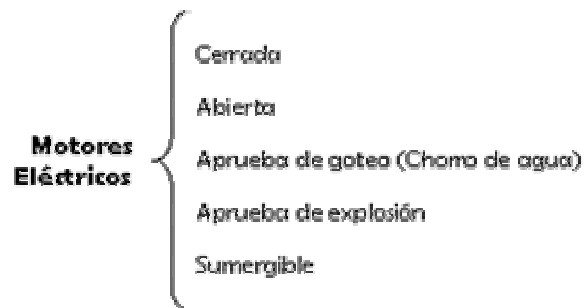 Motores
Eléctricos
Cerrada
Abierta
Aprueba de goteo (Chorro de agua)
Aprueba de explosión
Sumergible